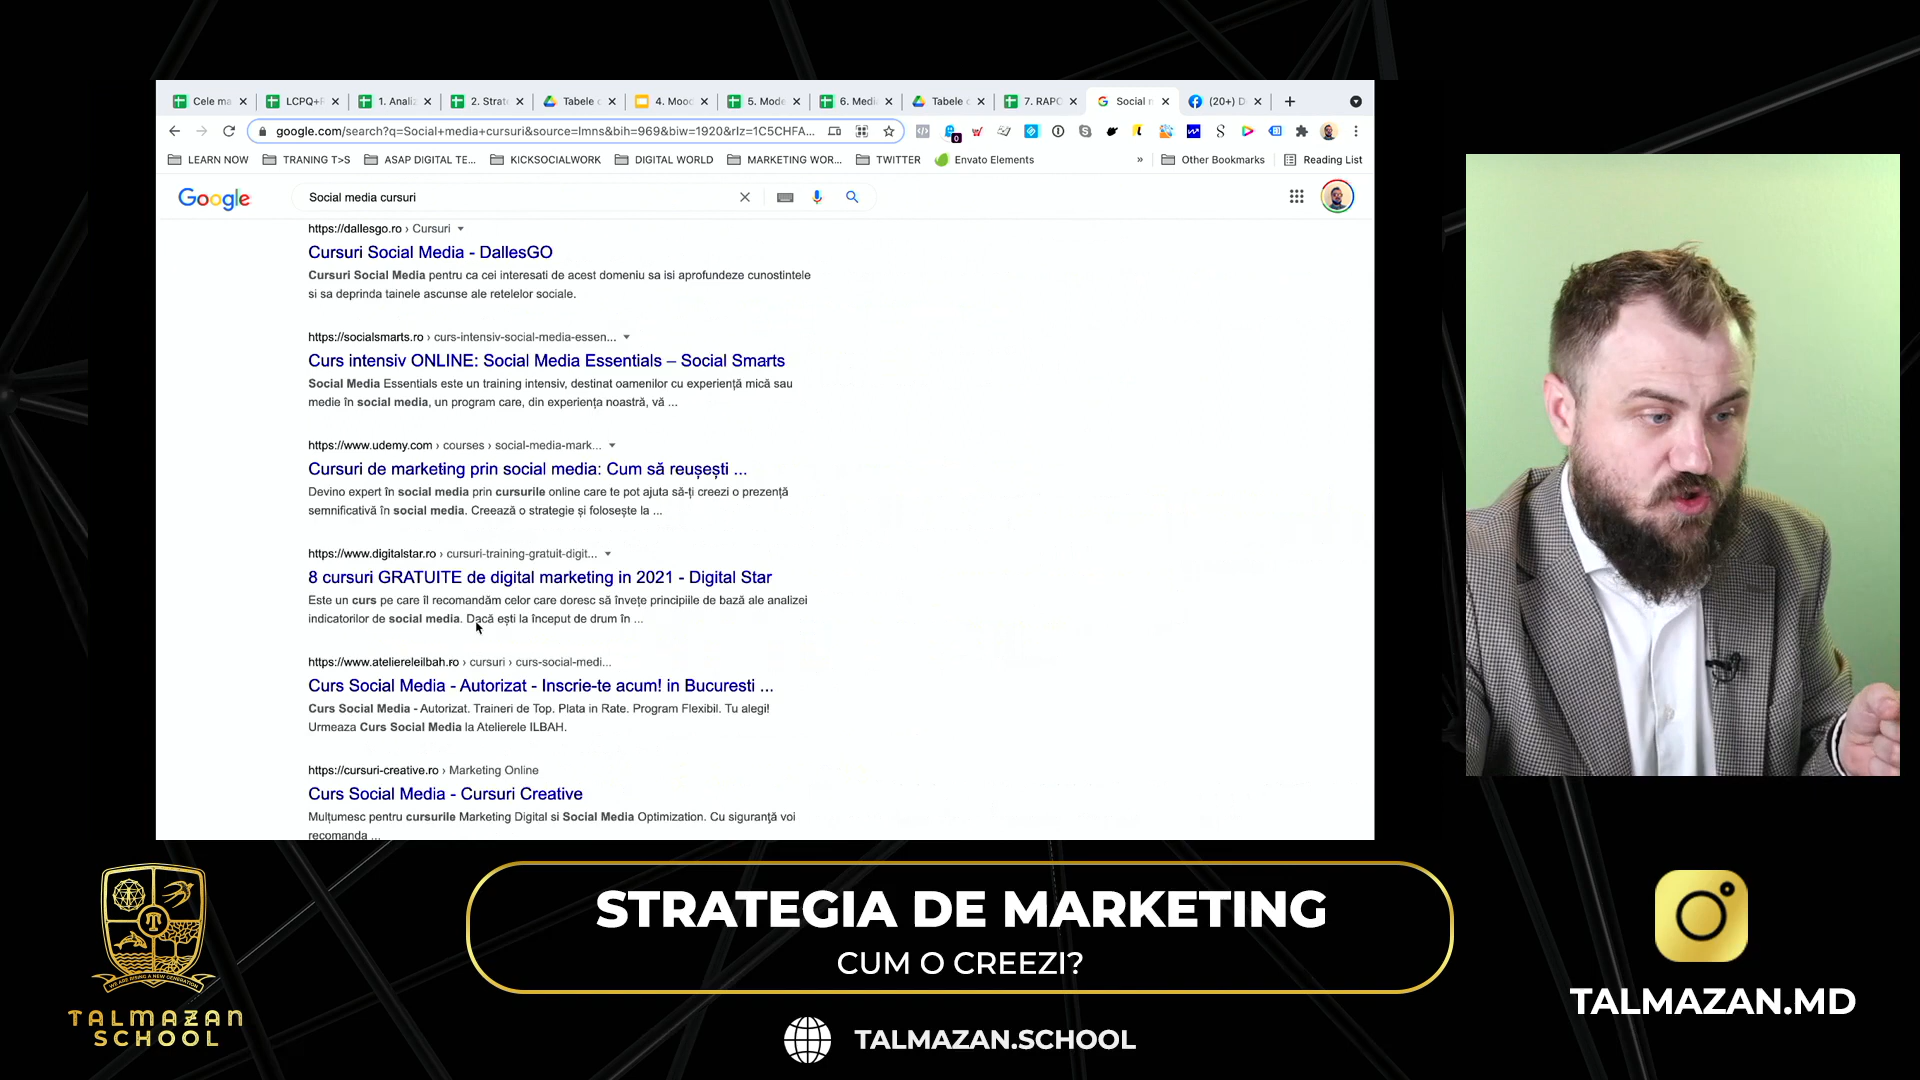 Cele ma
LCPQ+F
1. Analiz
2. Strate
Tabele c
4. Mooc
5. Mode
6. Medi
Tabele c
7. RAPO
Social m
(20+) D
google.com/search?q=Social+media+cursuri&source=lmns&bih=969&biw=1920&rlz=1C5CHFA...
LEARN NOW
TRANING T>S
ASAP DIGITAL TE...
KICKSOCIALWORK
DIGITAL WORLD
MARKETING WOR...
TWITTER
Envato Elements
»
Other Bookmarks
Reading List
Google
Social media cursuri
https://dallesgo.ro › Cursuri
Cursuri Social Media - DallesGO
Cursuri Social Media pentru ca cei interesati de acest domeniu sa isi aprofundeze cunostintele
si sa deprinda tainele ascunse ale retelelor sociale.
https://socialsmarts.ro › curs-intensiv-social-media-essen...
Curs intensiv ONLINE: Social Media Essentials – Social Smarts
Social Media Essentials este un training intensiv, destinat oamenilor cu experiență mică sau
medie în social media, un program care, din experiența noastră, vă ...
https://www.udemy.com › courses › social-media-mark...
Cursuri de marketing prin social media: Cum să reușești ...
Devino expert în social media prin cursurile online care te pot ajuta să-ți creezi o prezență
semnificativă în social media. Creează o strategie și folosește la ...
https://www.digitalstar.ro › cursuri-training-gratuit-digit...
8 cursuri GRATUITE de digital marketing in 2021 - Digital Star
Este un curs pe care îl recomandăm celor care doresc să învețe principiile de bază ale analizei
indicatorilor de social media. Dacă ești la început de drum în ...
https://www.ateliereleilbah.ro › cursuri › curs-social-medi...
Curs Social Media - Autorizat - Inscrie-te acum! in Bucuresti ...
Curs Social Media - Autorizat. Traineri de Top. Plata in Rate. Program Flexibil. Tu alegi!
Urmeaza Curs Social Media la Atelierele ILBAH.
https://cursuri-creative.ro › Marketing Online
Curs Social Media - Cursuri Creative
Mulțumesc pentru cursurile Marketing Digital si Social Media Optimization. Cu siguranță voi
recomanda ...
STRATEGIA DE MARKETING
CUM O CREEZI?
TALMAZAN.SCHOOL
WE ARE RISING A NEW GENERATION
TALMAZAN
SCHOOL
TALMAZAN.MD